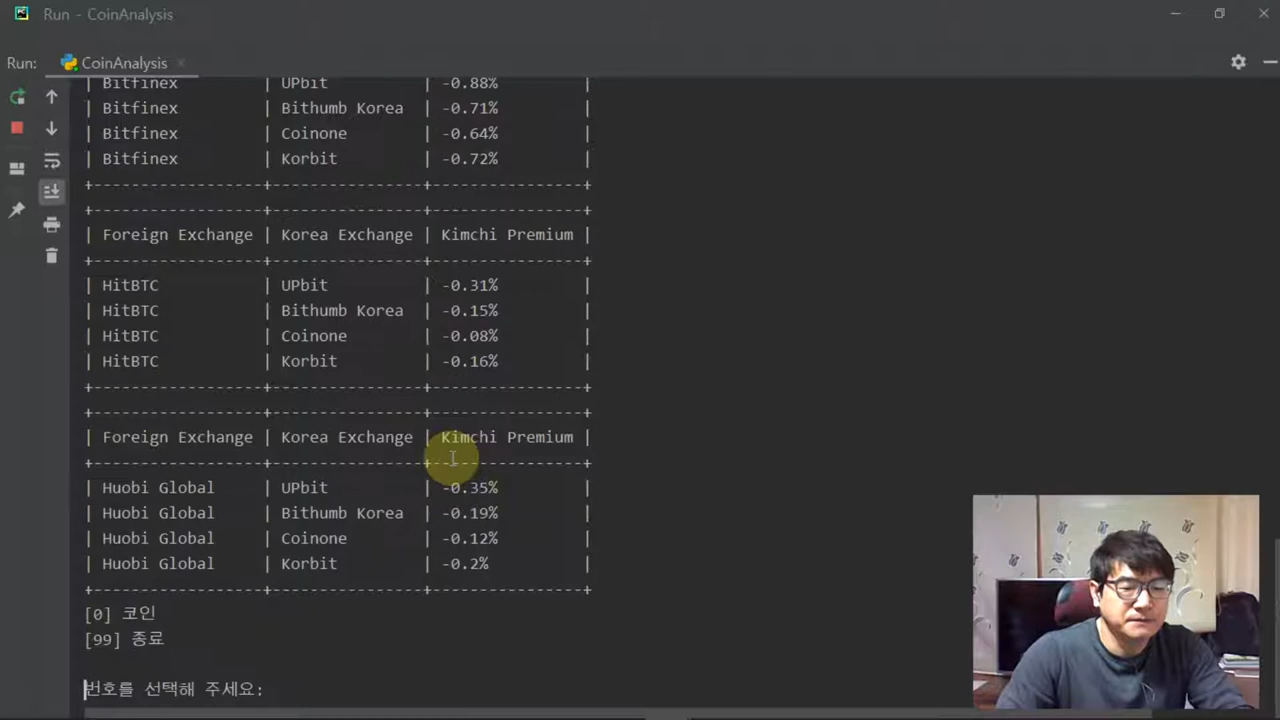 Run - CoinAnalysis
Run: CoinAnalysis ×
| Bitfinex | UPbit | -0.88% |
| Bitfinex | Bithumb Korea | -0.71% |
| Bitfinex | Coinone | -0.64% |
| Bitfinex | Korbit | -0.72% |
+-------------------+-----------------+-----------------+
+-------------------+-----------------+-----------------+
| Foreign Exchange | Korea Exchange | Kimchi Premium |
+-------------------+-----------------+-----------------+
| HitBTC | UPbit | -0.31% |
| HitBTC | Bithumb Korea | -0.15% |
| HitBTC | Coinone | -0.08% |
| HitBTC | Korbit | -0.16% |
+-------------------+-----------------+-----------------+
+-------------------+-----------------+-----------------+
| Foreign Exchange | Korea Exchange | Kimchi Premium |
+-------------------+-----------------+-----------------+
| Huobi Global | UPbit | -0.35% |
| Huobi Global | Bithumb Korea | -0.19% |
| Huobi Global | Coinone | -0.12% |
| Huobi Global | Korbit | -0.2% |
+-------------------+-----------------+-----------------+
[0] 코인
[99] 종료
번호를 선택해 주세요: